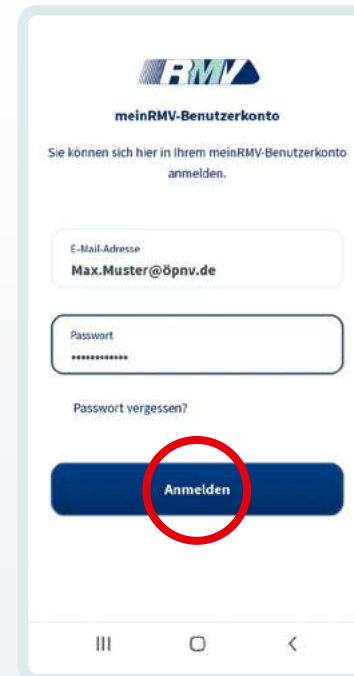 RMV
meinRMV-Benutzerkonto
Sie können sich hier in Ihrem meinRMV-Benutzerkonto
anmelden.
E-Mail-Adresse
Max.Muster@öpnv.de
Passwort
••••••••••••
Passwort vergessen?
Anmelden